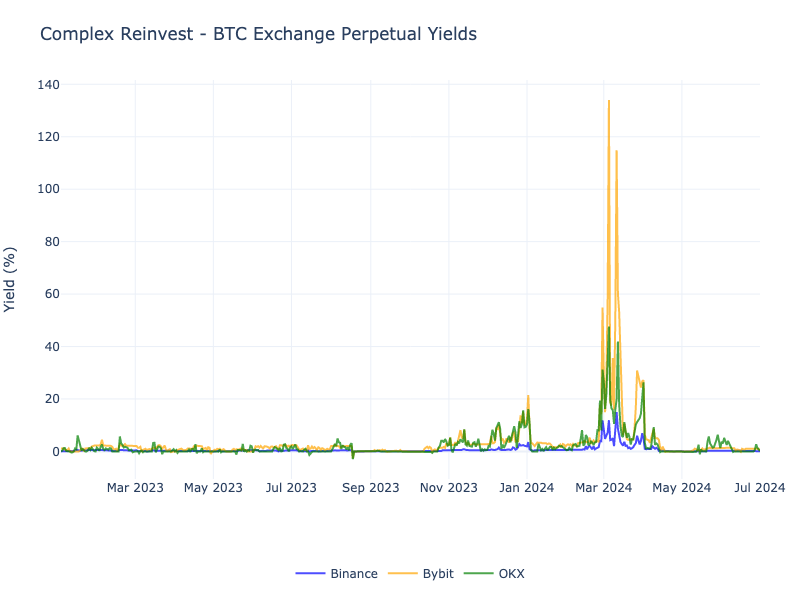 Complex Reinvest - BTC Exchange Perpetual Yields
Yield (%)
140
120
100
80
60
40
20
0
Mar 2023 May 2023 Jul 2023 Sep 2023 Nov 2023 Jan 2024 Mar 2024 May 2024 Jul 2024
Binance Bybit OKX